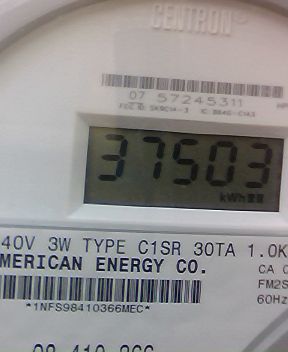 CENTRON®
07 57245311
37503
kWh
40V 3W TYPE C1SR 30TA 1.0K
MERICAN ENERGY CO.
CA 0
FM2S
60Hz
*1NFS98410366MEC*